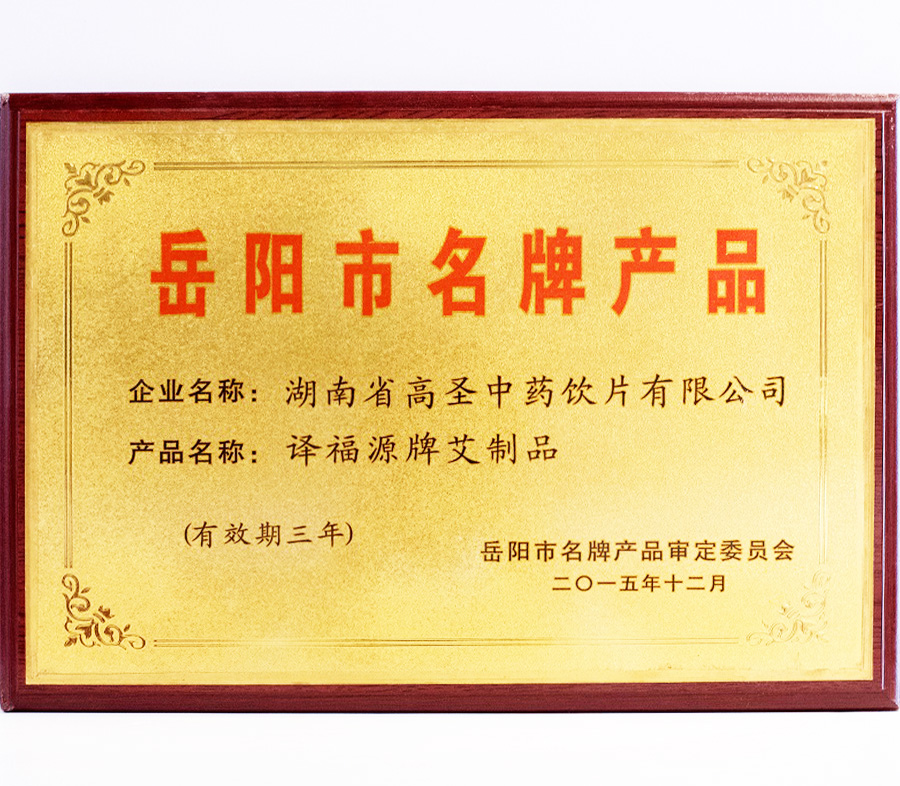 岳阳市名牌产品
企业名称：湖南省高圣中药饮片有限公司
产品名称：译福源牌艾制品
(有效期三年)
岳阳市名牌产品审定委员会
二〇一五年十二月